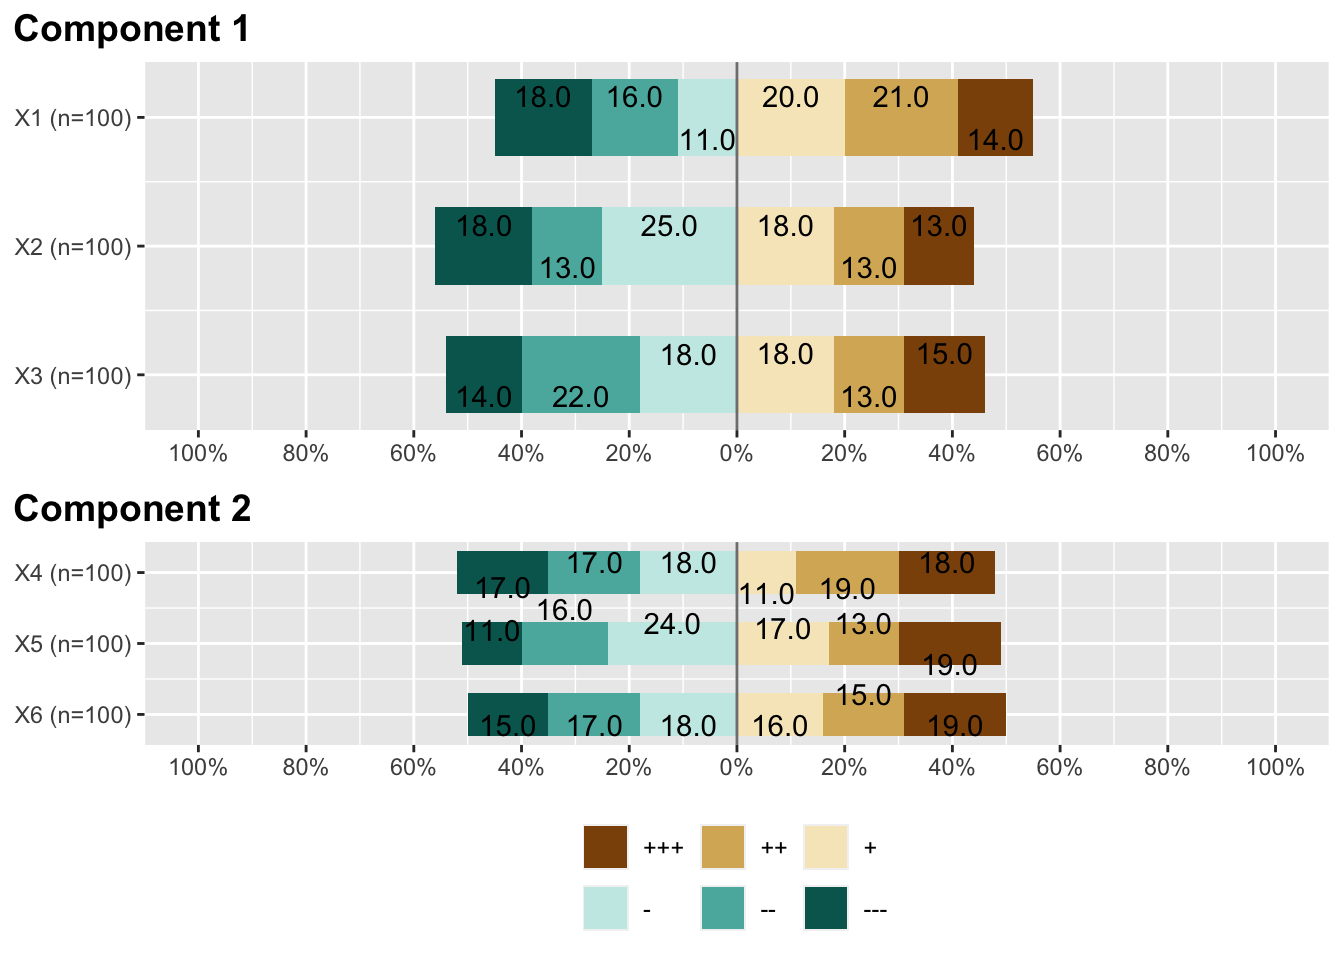 Component 1
X1 (n=100)
18.0 16.0 11.0 20.0 21.0 14.0
X2 (n=100)
18.0 13.0 25.0 18.0 13.0 13.0
X3 (n=100)
14.0 22.0 18.0 18.0 13.0 15.0
100% 80% 60% 40% 20% 0% 20% 40% 60% 80% 100%
Component 2
X4 (n=100)
17.0 17.0 18.0 11.0 19.0 18.0
X5 (n=100)
11.0 16.0 24.0 17.0 13.0 19.0
X6 (n=100)
15.0 17.0 18.0 16.0 15.0 19.0
100% 80% 60% 40% 20% 0% 20% 40% 60% 80% 100%
+++ ++ +
- -- ---